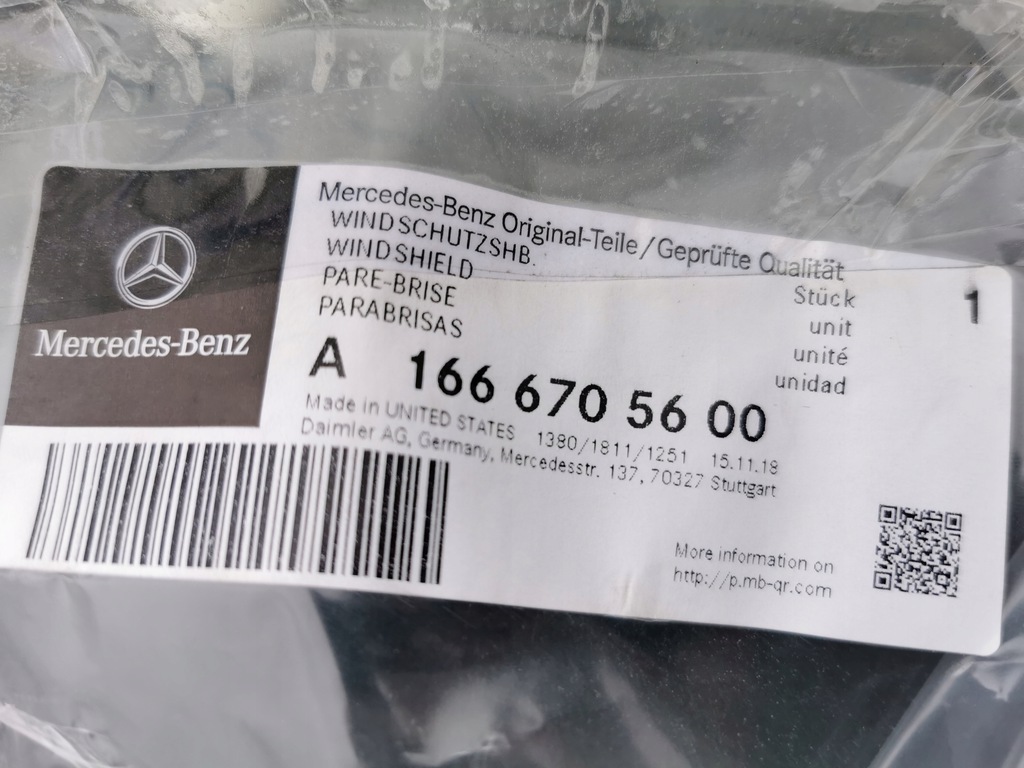 Mercedes-Benz
Mercedes-Benz Original-Teile/Geprüfte Qualität
WINDSCHUTZSHB.
WINDSHIELD
PARE-BRISE
PARABRISAS
Stück
unit
unité
unidad
1
A 166 670 56 00
Made in UNITED STATES 1380/1811/1251 15.11.18
Daimler AG, Germany, Mercedesstr. 137, 70327 Stuttgart
More information on
http://p.mb-qr.com